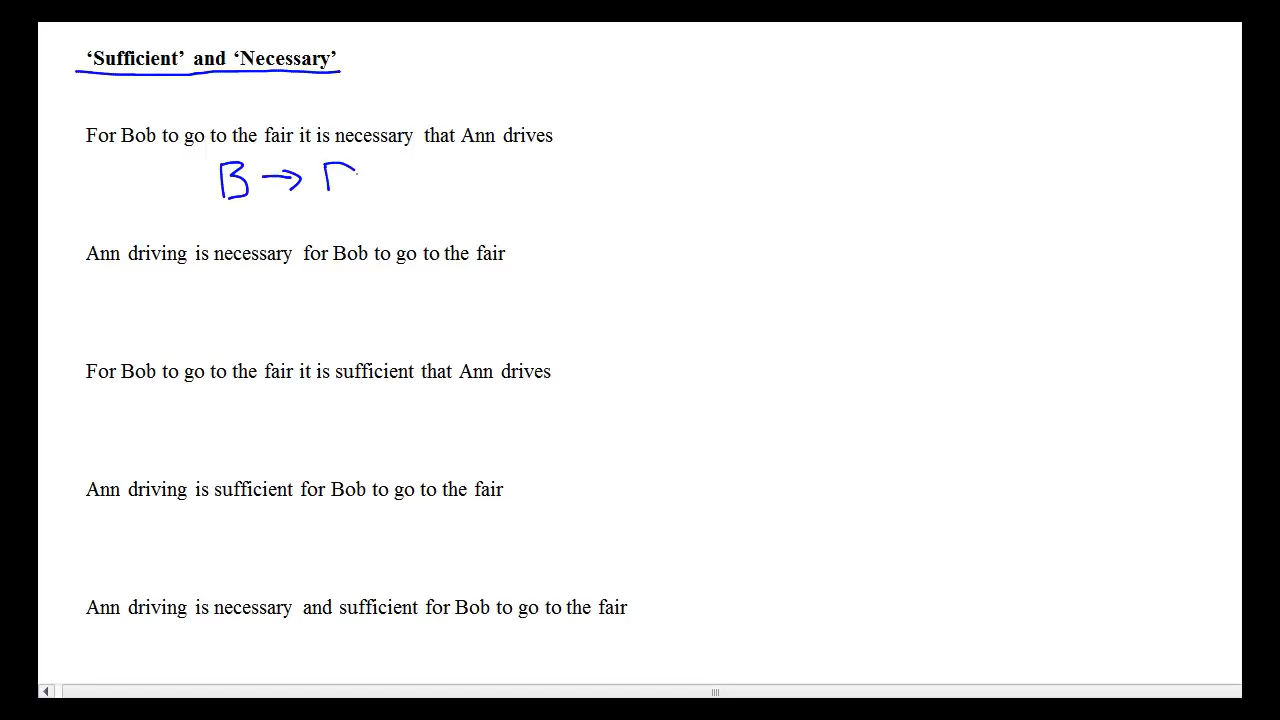 ‘Sufficient’ and ‘Necessary’
For Bob to go to the fair it is necessary that Ann drives
B →
Ann driving is necessary for Bob to go to the fair
For Bob to go to the fair it is sufficient that Ann drives
Ann driving is sufficient for Bob to go to the fair
Ann driving is necessary and sufficient for Bob to go to the fair